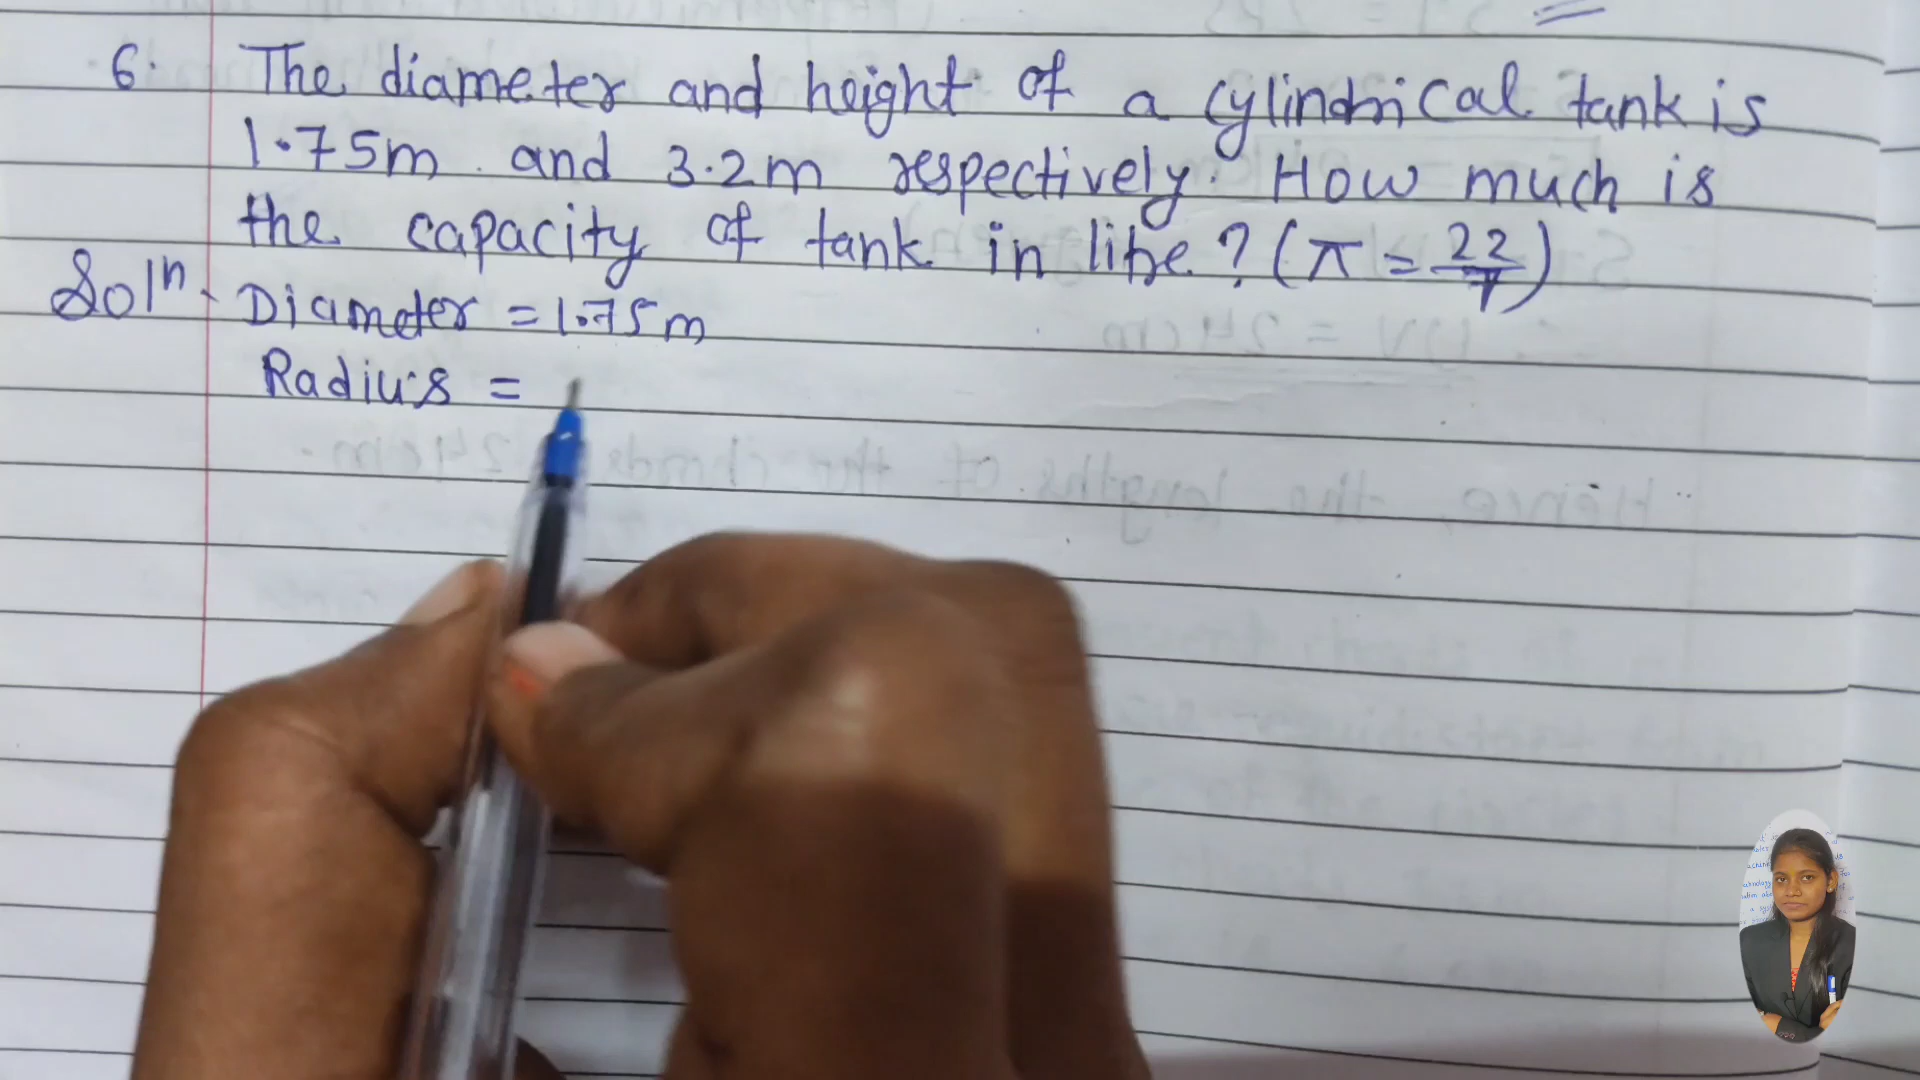 6. The diameter and height of a cylindrical tank is
1.75m and 3.2m respectively. How much is
the capacity of tank in litre? (π = 22/7)
Solⁿ. Diameter = 1.75m
Radius =